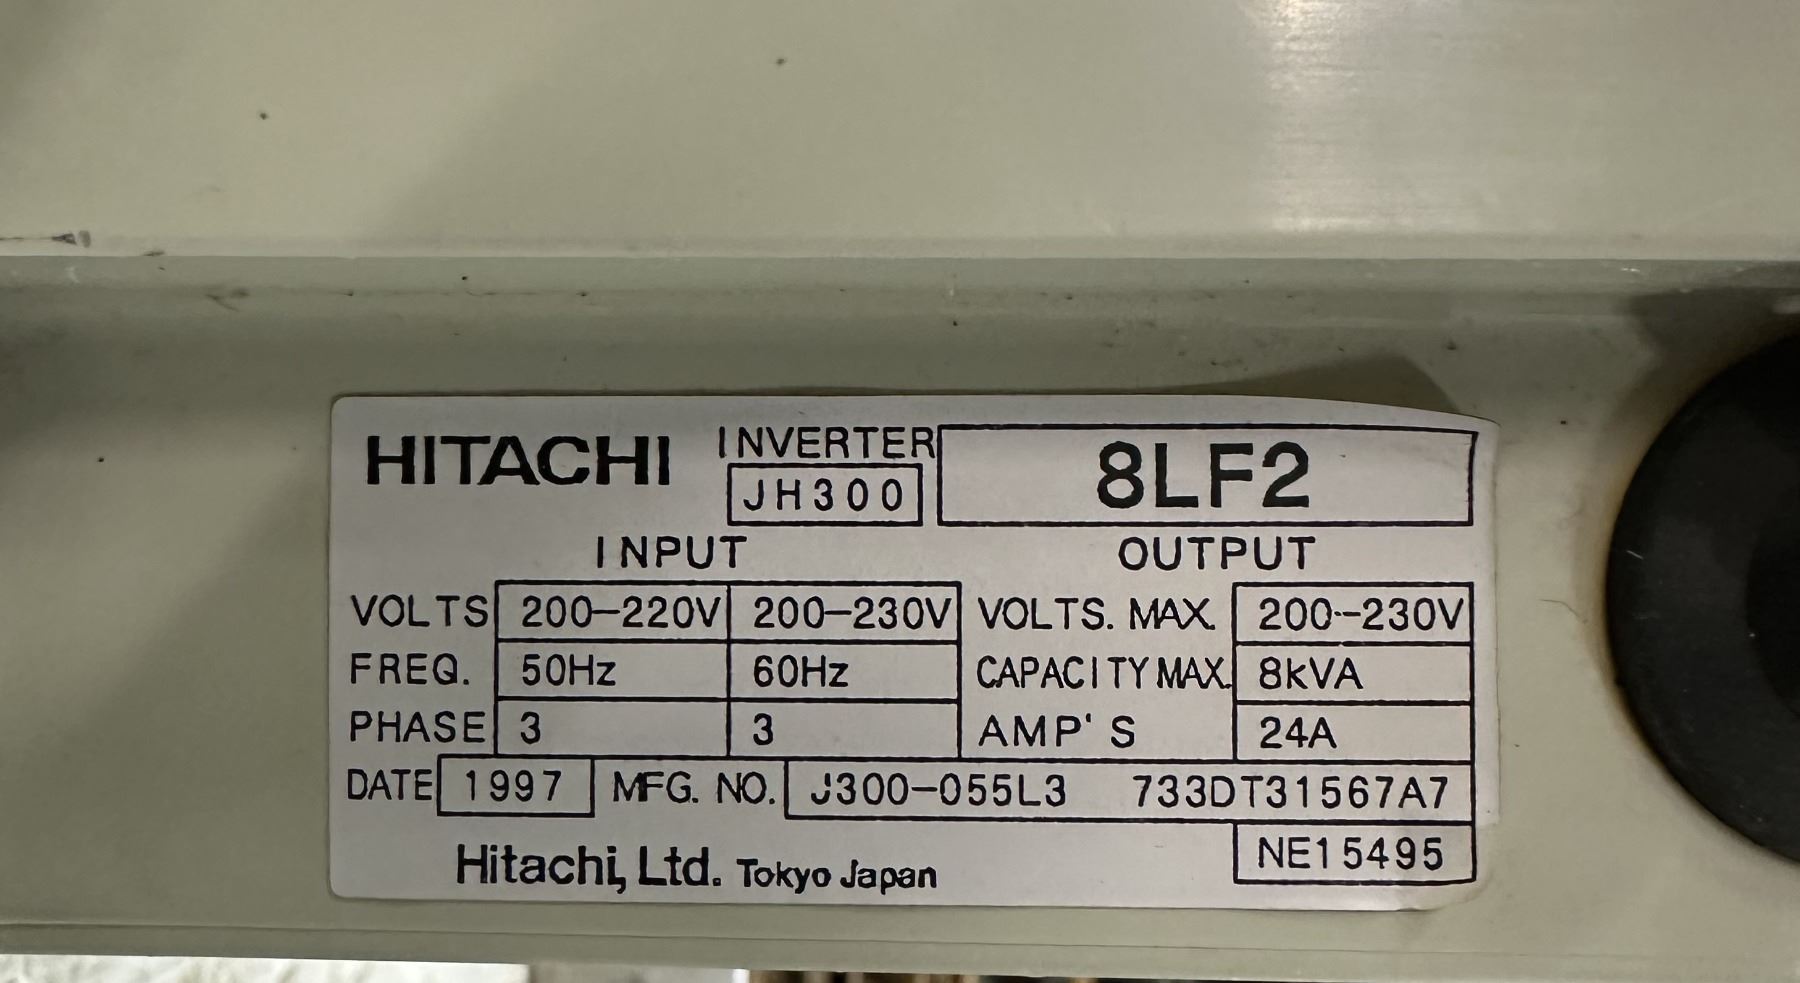 HITACHI INVERTER JH300 8LF2
INPUT OUTPUT
VOLTS 200-220V 200-230V VOLTS. MAX. 200--230V
FREQ. 50Hz 60Hz CAPACITY MAX. 8kVA
PHASE 3 3 AMP'S 24A
DATE 1997 MFG. NO. J300-055L3 733DT31567A7
Hitachi, Ltd. Tokyo Japan NE15495